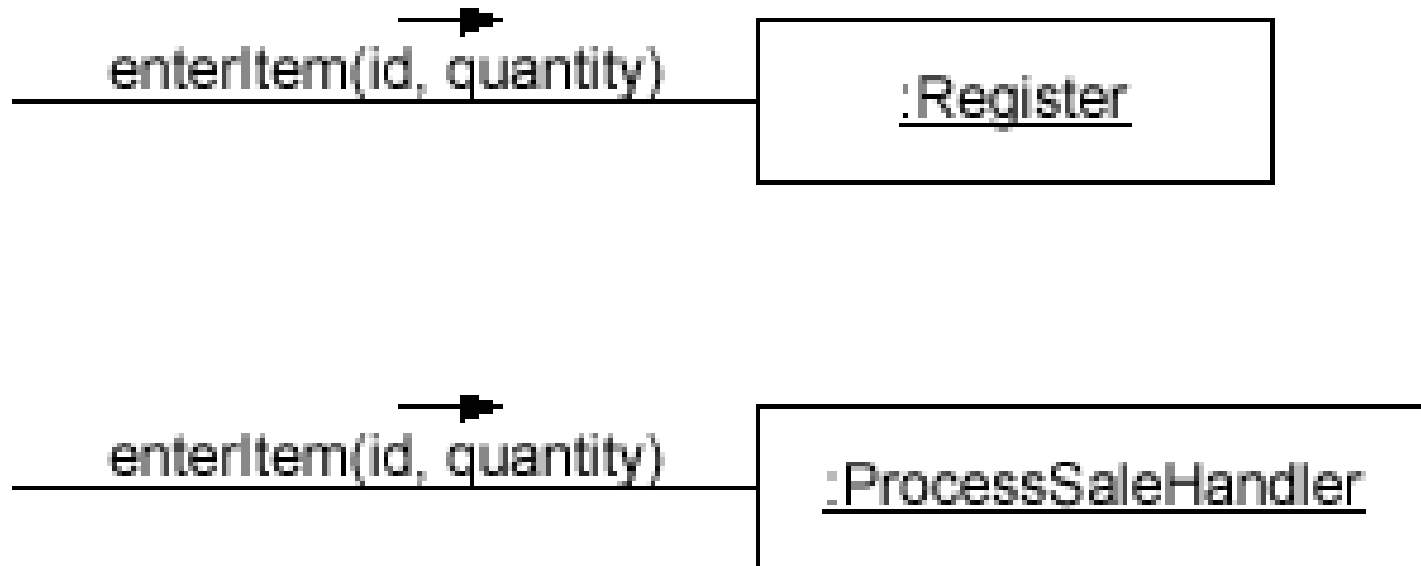 enterItem(id, quantity)
:Register
enterItem(id, quantity)
:ProcessSaleHandler